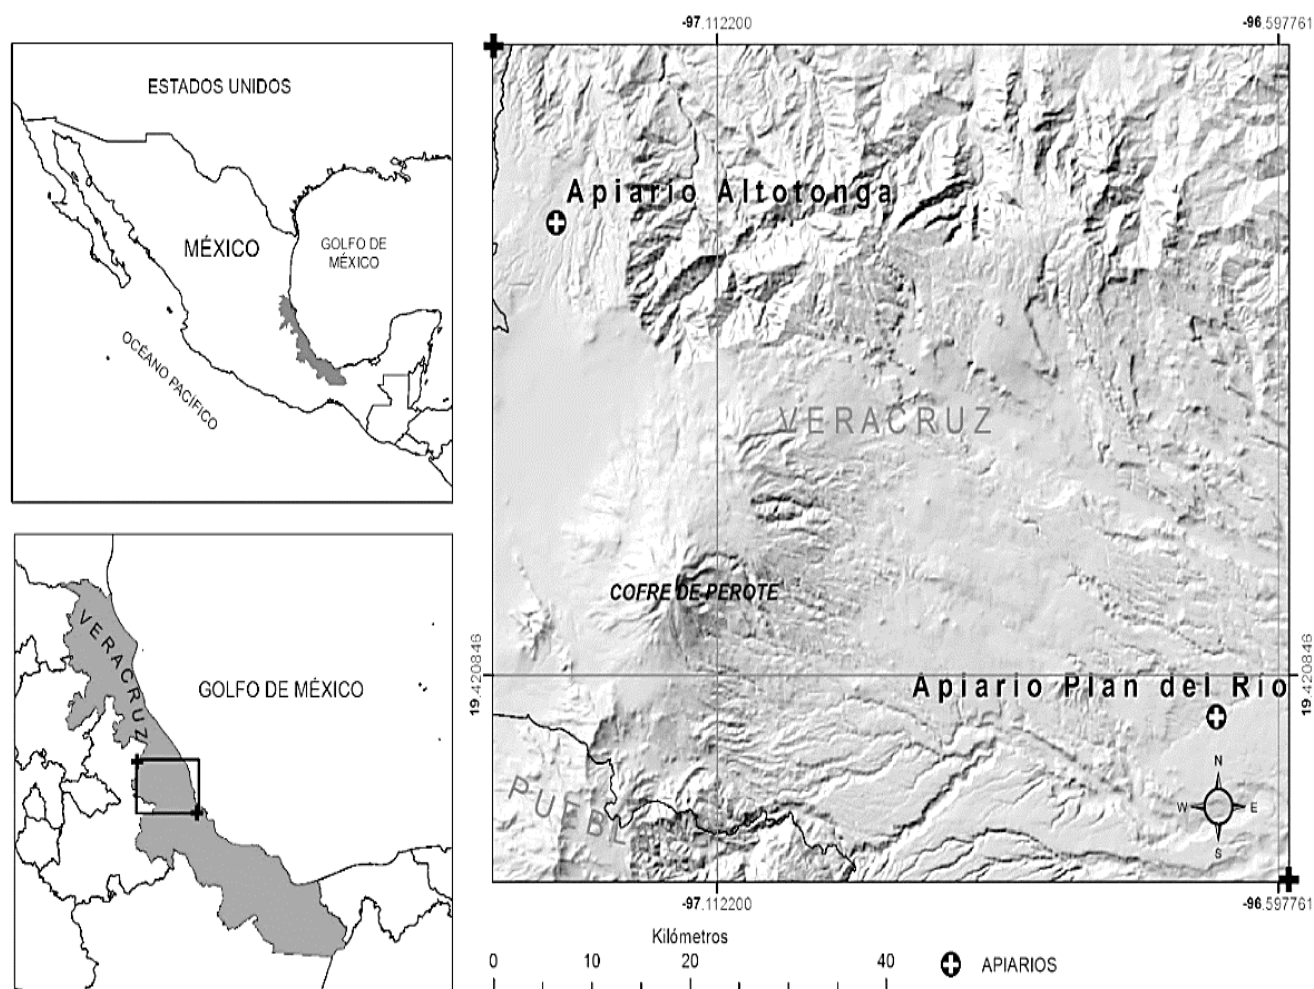 ESTADOS UNIDOS
MÉXICO
GOLFO DE
MÉXICO
OCÉANO PACÍFICO
VERACRUZ
GOLFO DE MÉXICO
-97.112200
-96.597761
Apiario Altotonga
VERACRUZ
COFRE DE PEROTE
19.420846
19.420846
Apiario Plan del Río
PUEBL
N
W
E
S
-97.112200
-96.597761
Kilómetros
0 10 20 40
APIARIOS